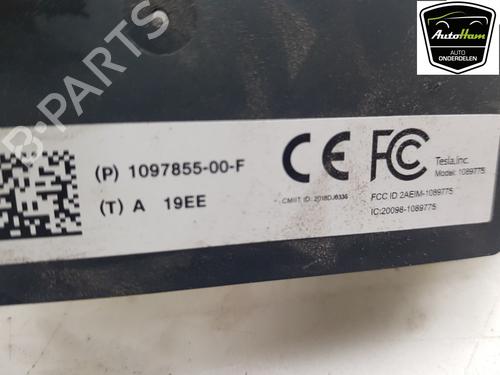 AutoHam
AUTO
ONDERDELEN
B-PARTS
(P) 1097855-00-F
(T) A 19EE
CE FC
Tesla, Inc.
Model: 1089775
CMIIT ID: 2018DJ6336
FCC ID 2AEIM-1089775
IC:20098-1089775